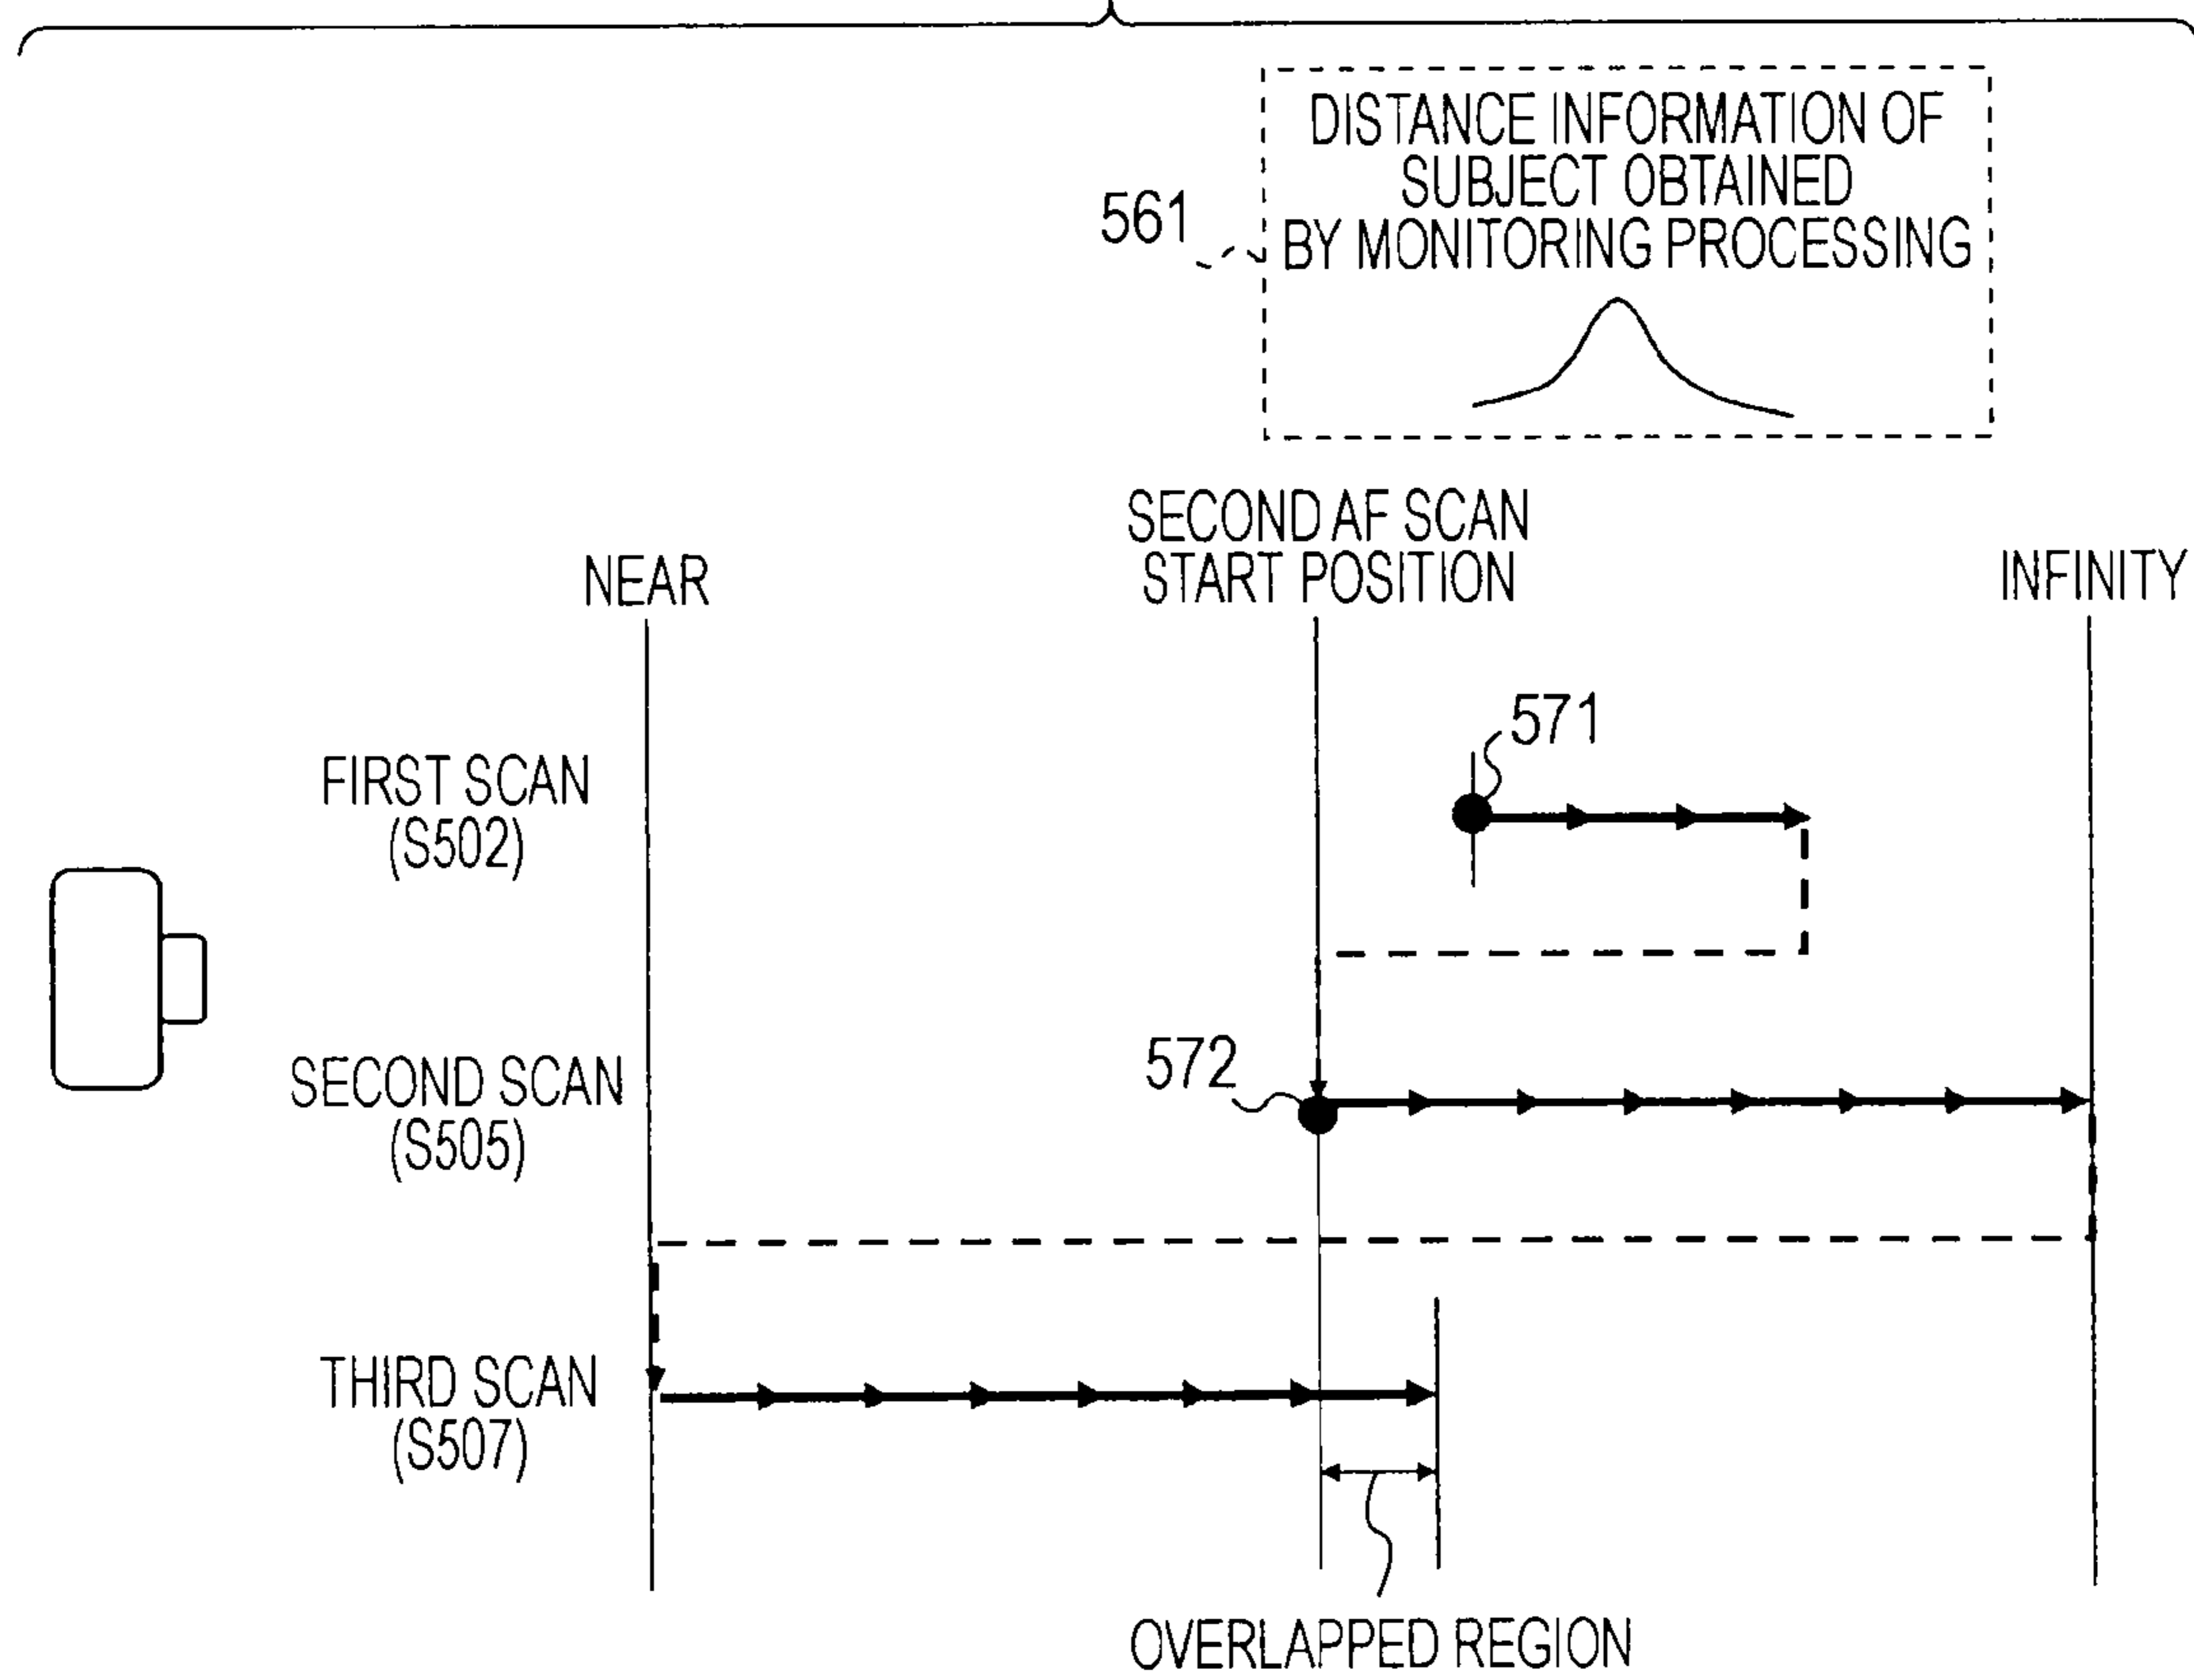 DISTANCE INFORMATION OF
SUBJECT OBTAINED
BY MONITORING PROCESSING
561
SECOND AF SCAN
START POSITION
NEAR
INFINITY
571
FIRST SCAN
(S502)
572
SECOND SCAN
(S505)
THIRD SCAN
(S507)
OVERLAPPED REGION